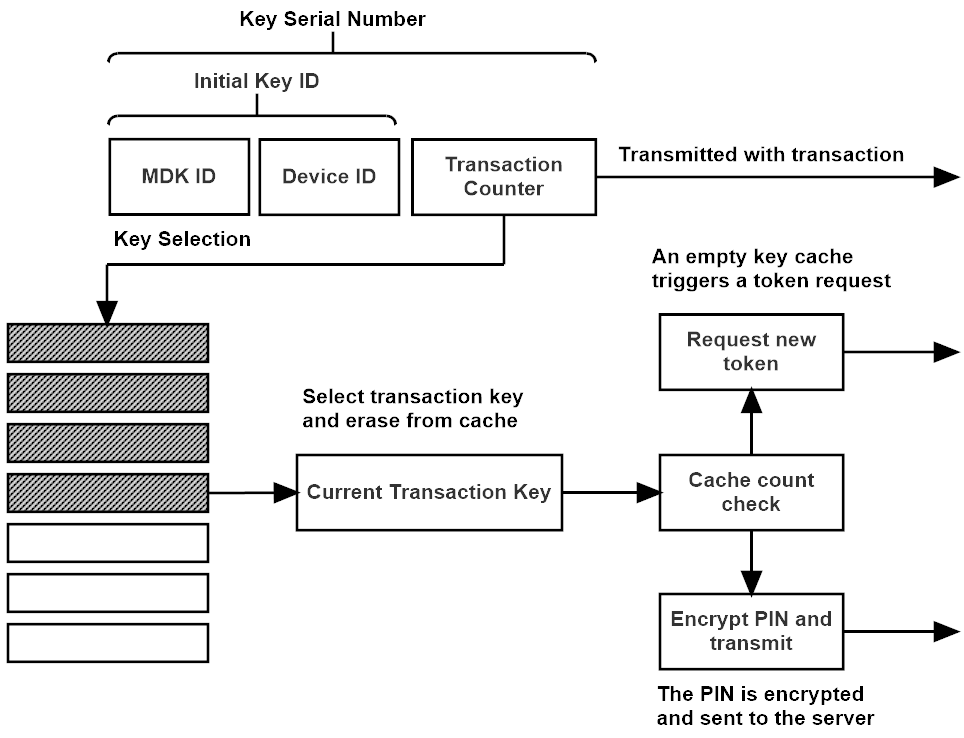 Key Serial Number
Initial Key ID
MDK ID
Device ID
Transaction
Counter
Transmitted with transaction
Key Selection
An empty key cache
triggers a token request
Request new
token
Select transaction key
and erase from cache
Current Transaction Key
Cache count
check
Encrypt PIN and
transmit
The PIN is encrypted
and sent to the server